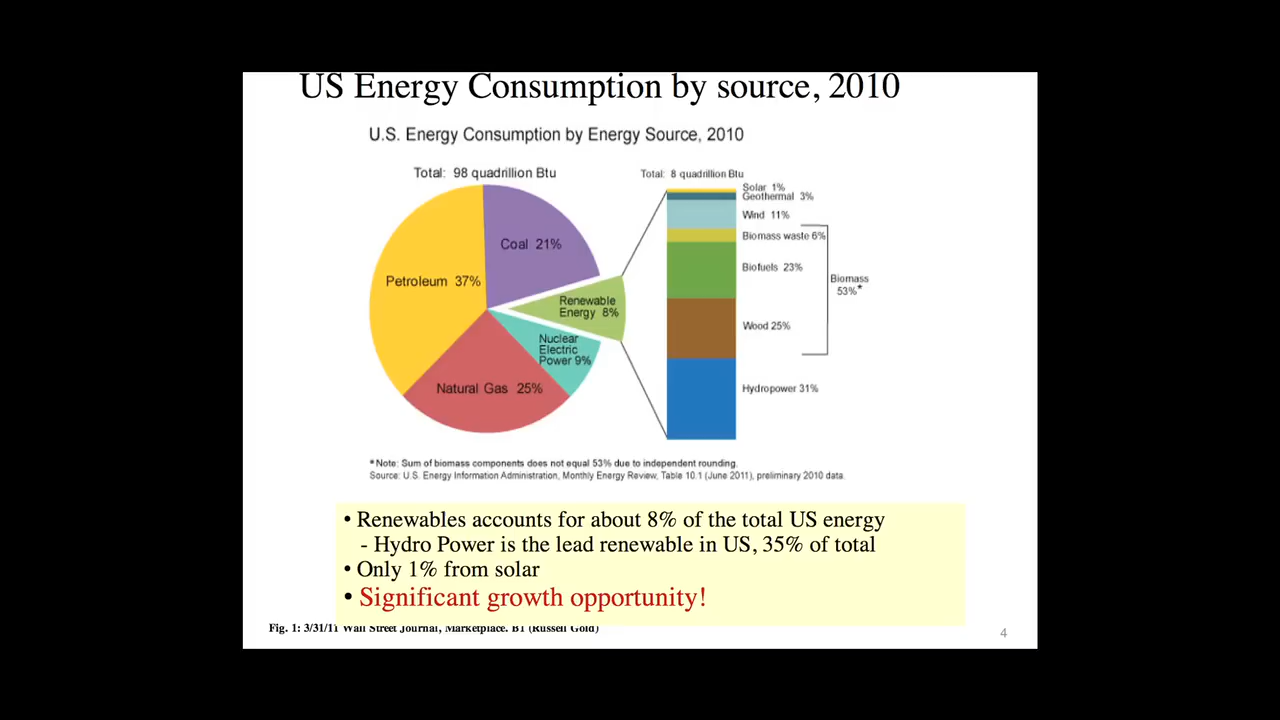 US Energy Consumption by source, 2010
U.S. Energy Consumption by Energy Source, 2010
Total: 98 quadrillion Btu
Total: 8 quadrillion Btu
Coal 21%
Petroleum 37%
Renewable
Energy 8%
Nuclear
Electric
Power 9%
Natural Gas 25%
Solar 1%
Geothermal 3%
Wind 11%
Biomass waste 6%
Biofuels 23%
Biomass
53%*
Wood 25%
Hydropower 31%
*Note: Sum of biomass components does not equal 53% due to independent rounding.
Source: U.S. Energy Information Administration, Monthly Energy Review, Table 10.1 (June 2011), preliminary 2010 data.
• Renewables accounts for about 8% of the total US energy
- Hydro Power is the lead renewable in US, 35% of total
• Only 1% from solar
• Significant growth opportunity!
Fig. 1: 3/31/11 Wall Street Journal, Marketplace. B1 (Russell Gold)
4